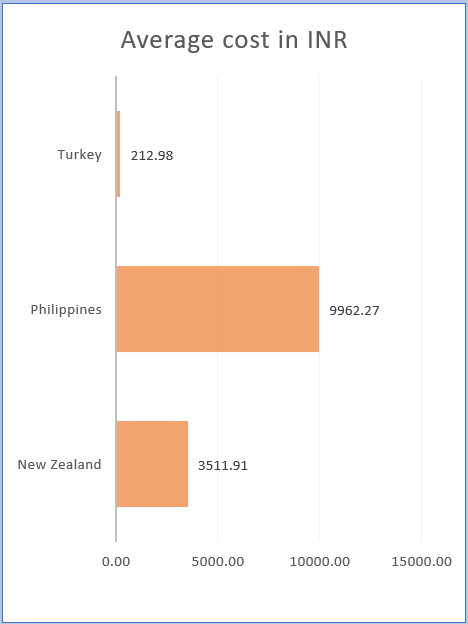 Average cost in INR
Turkey
212.98
Philippines
9962.27
New Zealand
3511.91
0.00 5000.00 10000.00 15000.00